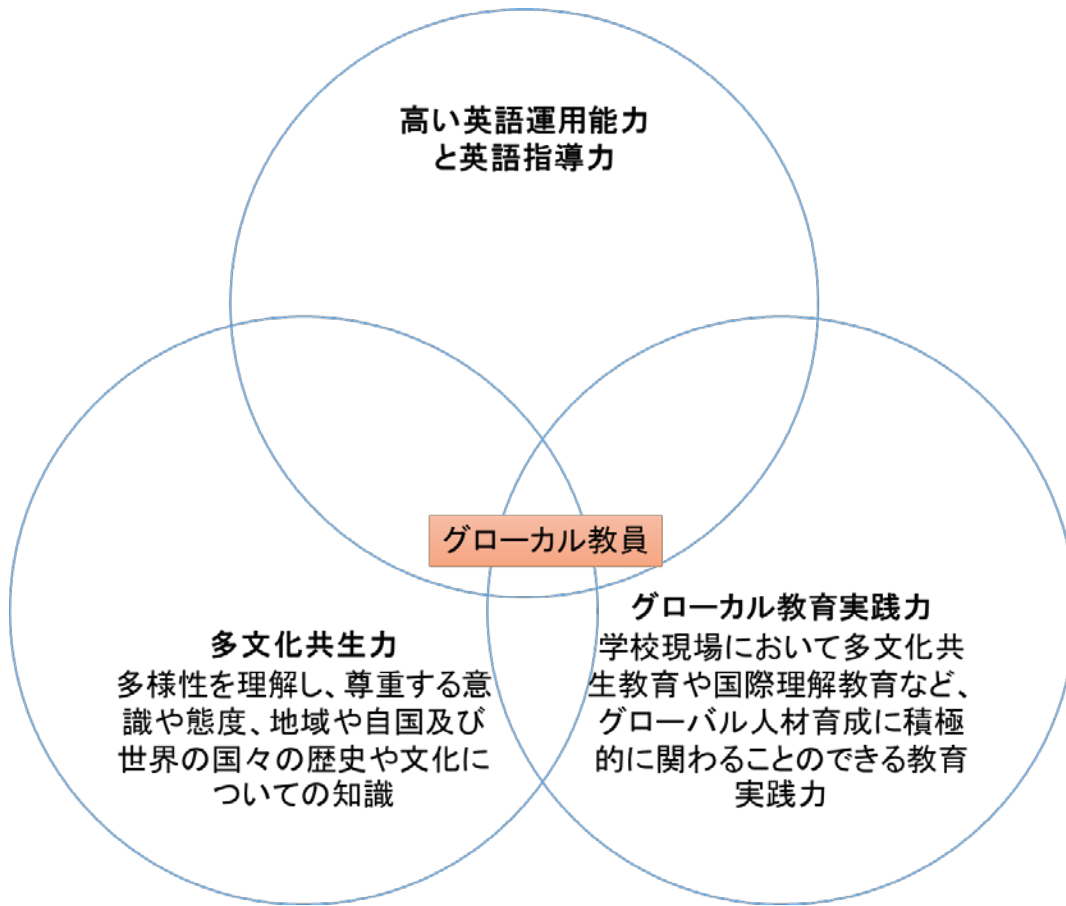 高い英語運用能力
と英語指導力
グローカル教員
多文化共生力
多様性を理解し、尊重する意
識や態度、地域や自国及び
世界の国々の歴史や文化に
ついての知識
グローカル教育実践力
学校現場において多文化共
生教育や国際理解教育など、
グローバル人材育成に積極
的に関わることのできる教育
実践力